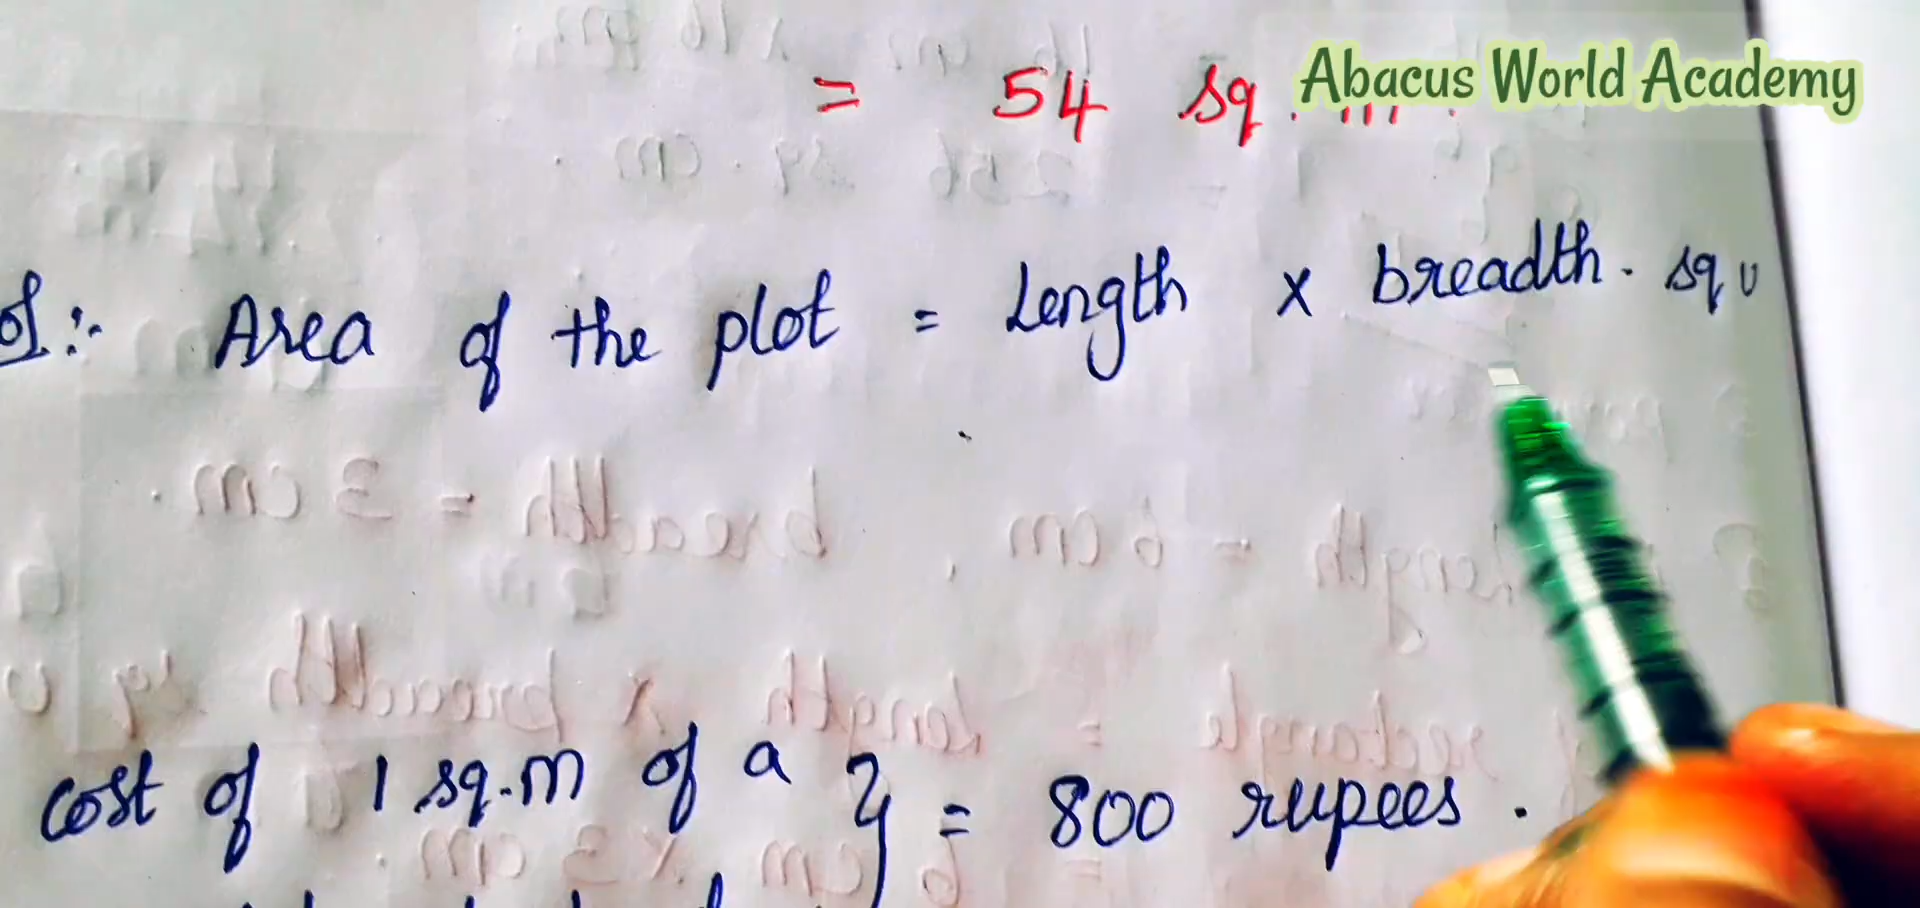 Abacus World Academy
= 54 sq. m.
Area of the plot = Length x breadth. sq u
cost of 1 sq.m of a } = 800 rupees.